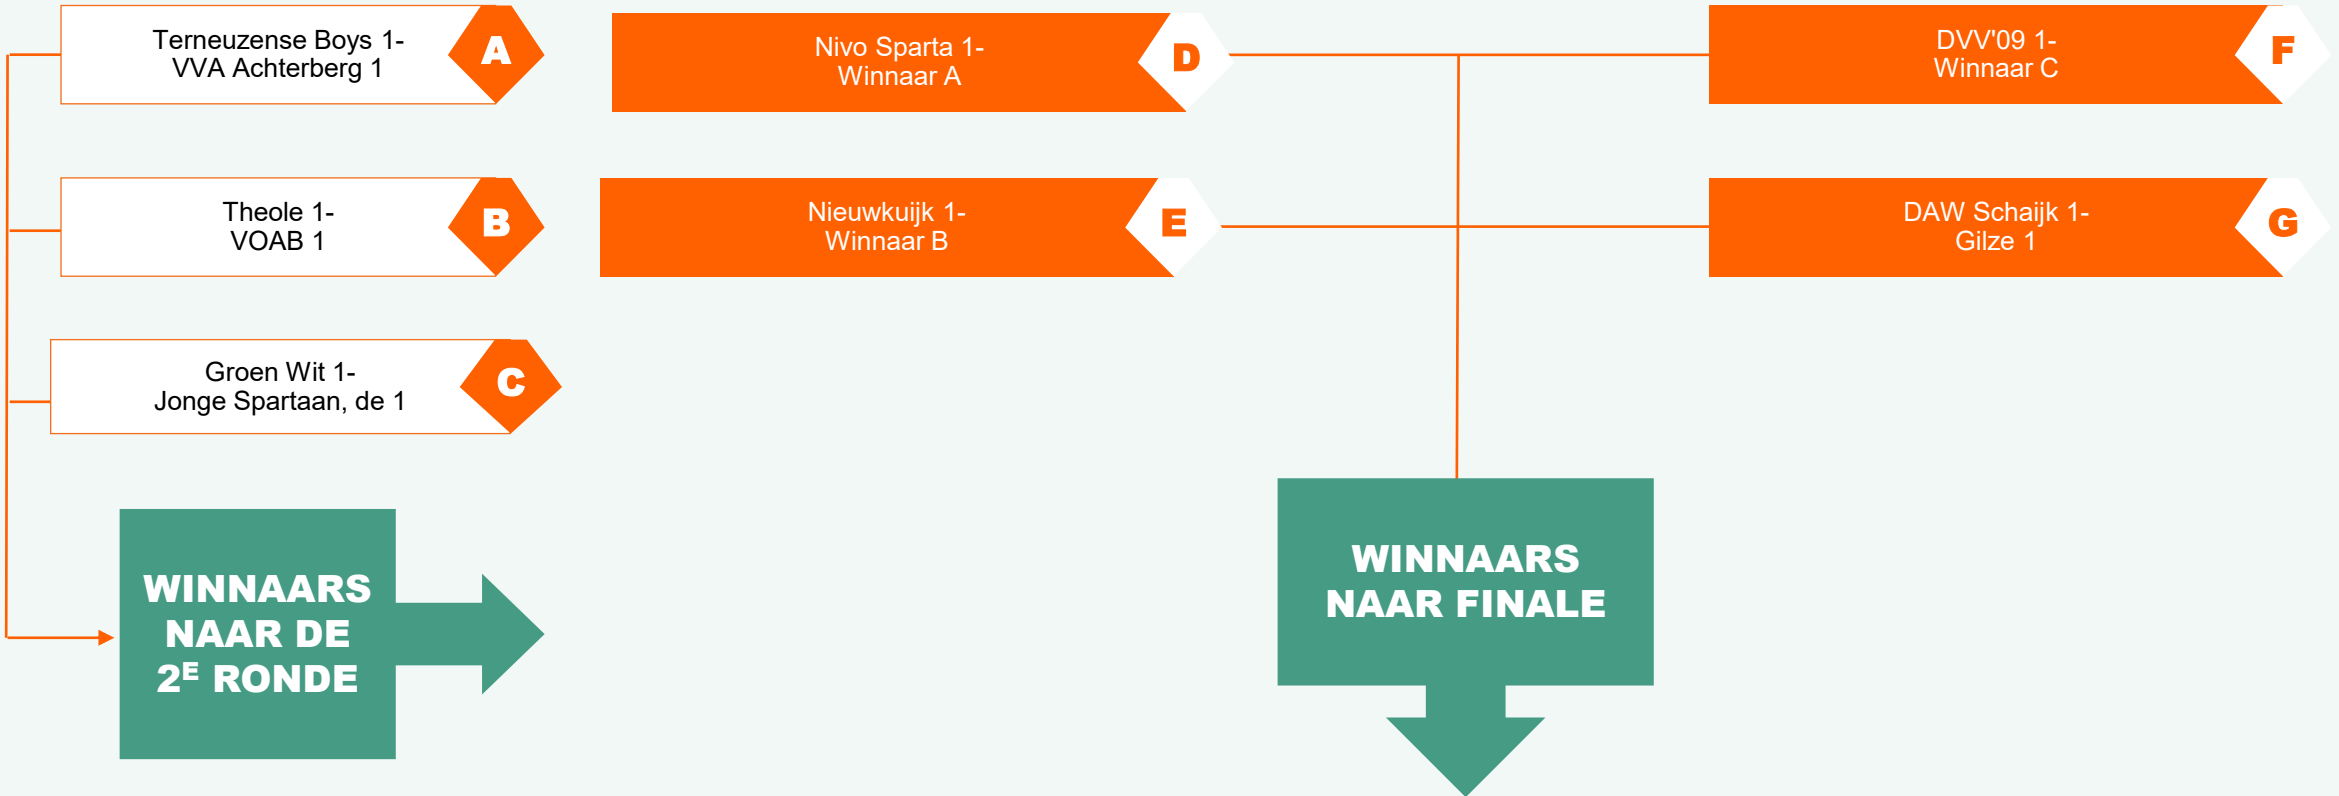 Terneuzense Boys 1-
VVA Achterberg 1
A
Theole 1-
VOAB 1
B
Groen Wit 1-
Jonge Spartaan, de 1
C
WINNAARS
NAAR DE
2E RONDE
Nivo Sparta 1-
Winnaar A
D
Nieuwkuijk 1-
Winnaar B
E
DVV'09 1-
Winnaar C
F
DAW Schaijk 1-
Gilze 1
G
WINNAARS
NAAR FINALE